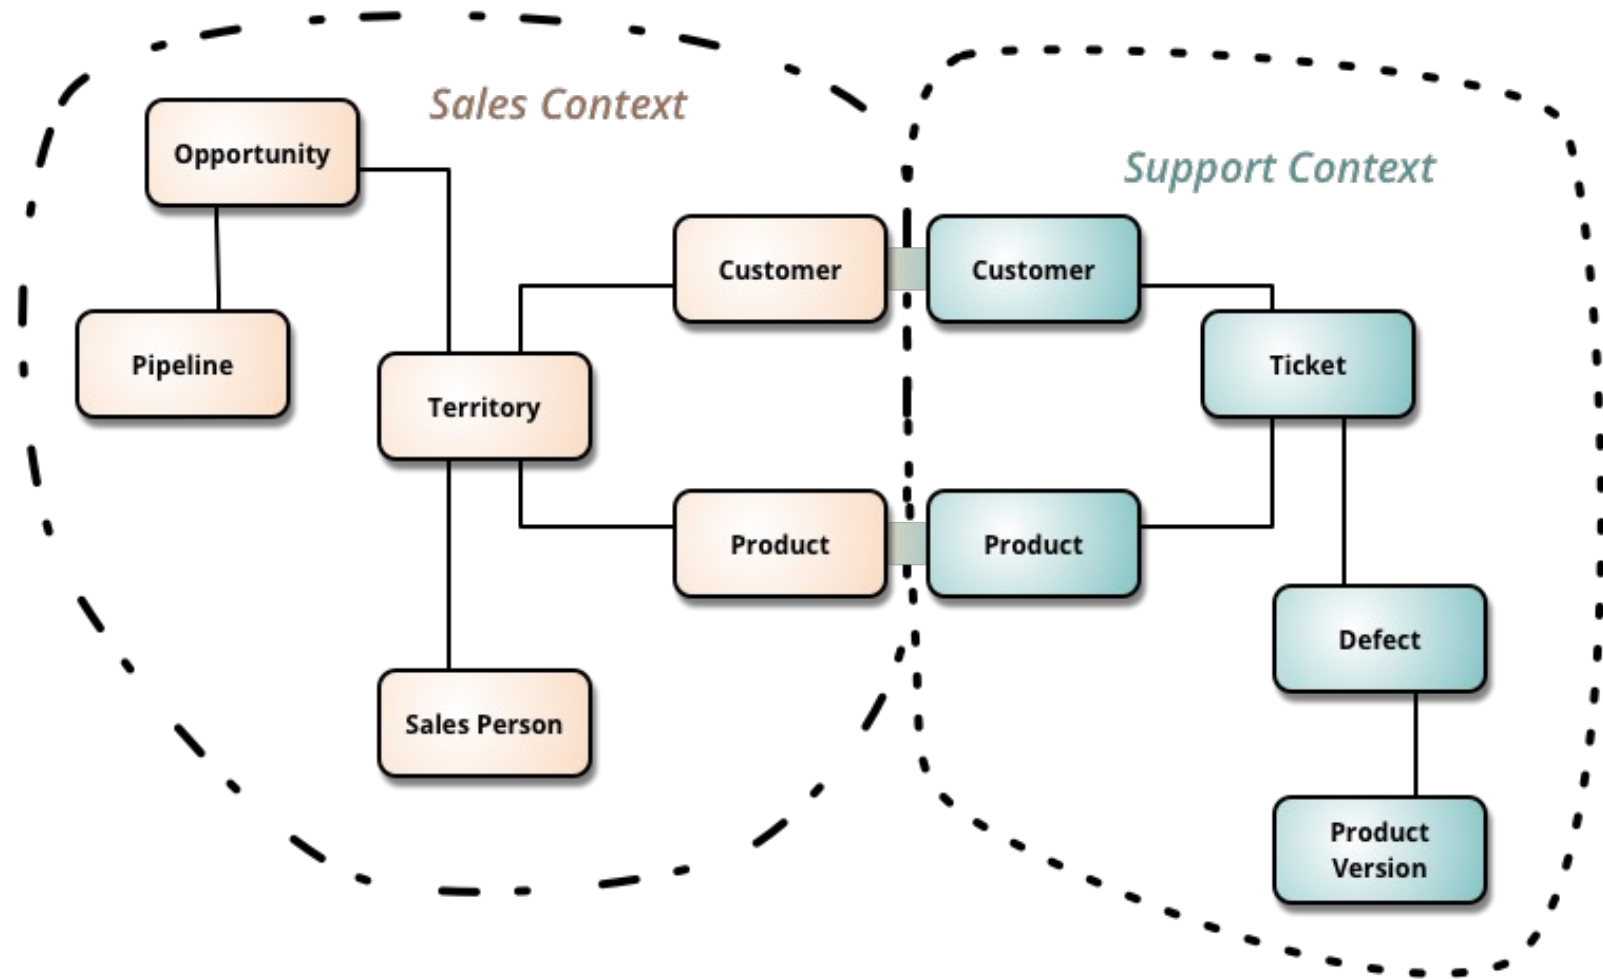 Sales Context
Opportunity
Support Context
Customer
Customer
Pipeline
Ticket
Territory
Product
Product
Defect
Sales Person
Product
Version